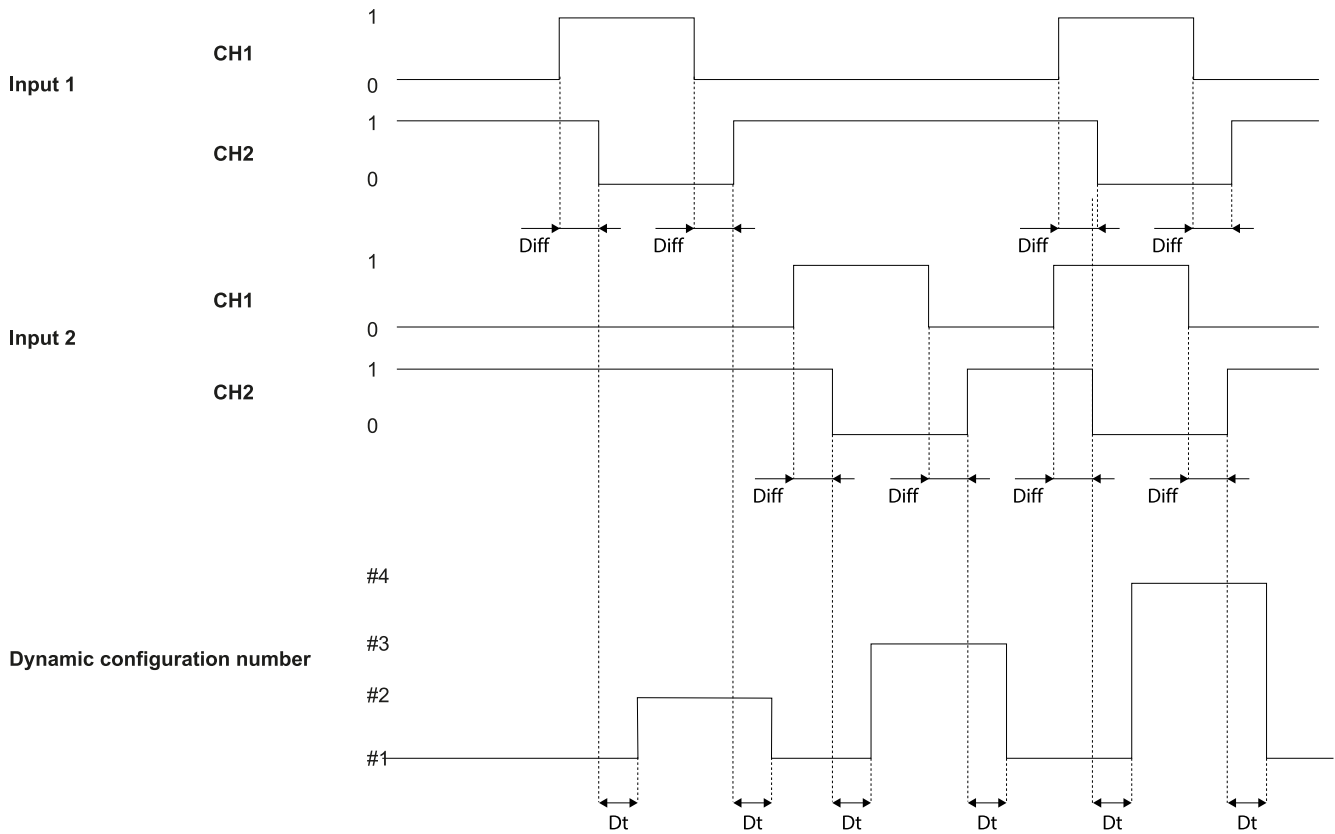 1
CH1
Input 1
0
1
CH2
0
Diff Diff Diff Diff
1
CH1
0
Input 2
1
CH2
0
Diff Diff Diff Diff
#4
#3
Dynamic configuration number
#2
#1
Dt Dt Dt Dt Dt Dt